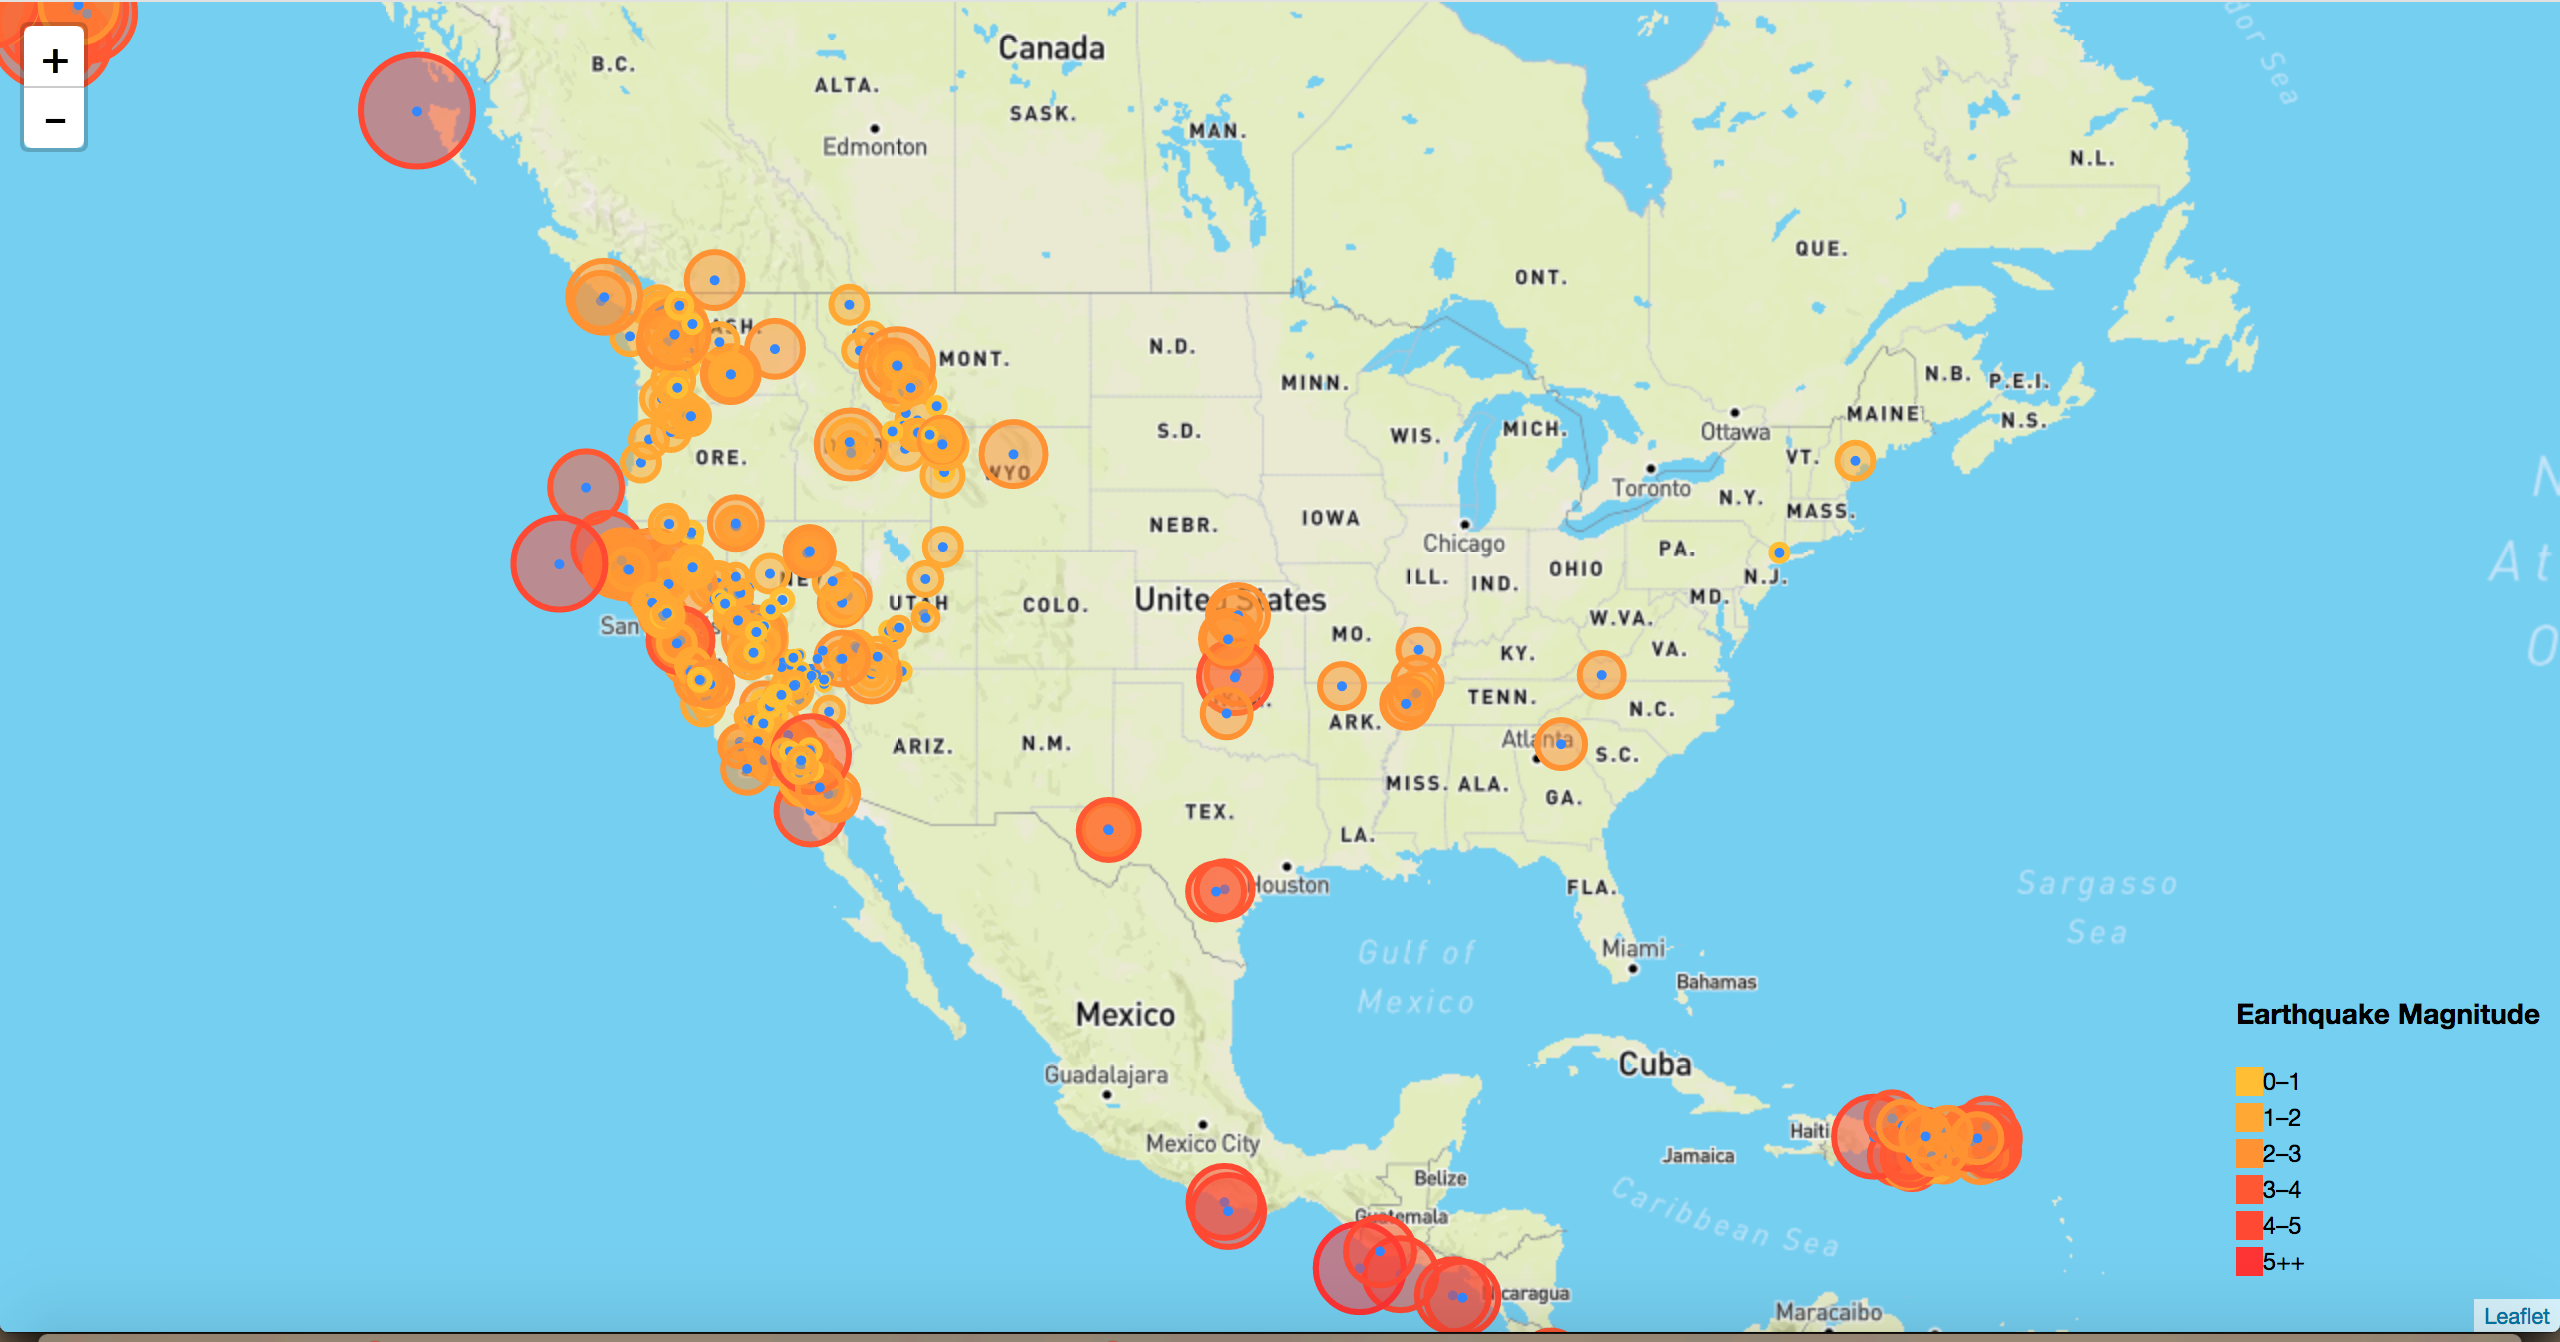 +
−
Canada
B.C.
ALTA.
SASK.
MAN.
Edmonton
N.L.
QUE.
ONT.
MONT.
N.D.
MINN.
N.B.
P.E.I.
MAINE
N.S.
Ottawa
S.D.
WIS.
MICH.
ORE.
VT.
Toronto
N.Y.
MASS.
NEBR.
IOWA
Chicago
PA.
OHIO
ILL.
IND.
N.J.
MD.
UTAH
COLO.
United States
W.VA.
San
MO.
KY.
VA.
TENN.
N.C.
ARK.
ARIZ.
N.M.
Atlanta
S.C.
MISS.
ALA.
GA.
TEX.
LA.
Houston
FLA.
Sargasso
Sea
Gulf of
Mexico
Miami
Bahamas
Mexico
Cuba
Guadalajara
Mexico City
Haiti
Jamaica
Belize
Guatemala
Caribbean Sea
Maracaibo
Earthquake Magnitude
0–1
1–2
2–3
3–4
4–5
5++
Leaflet